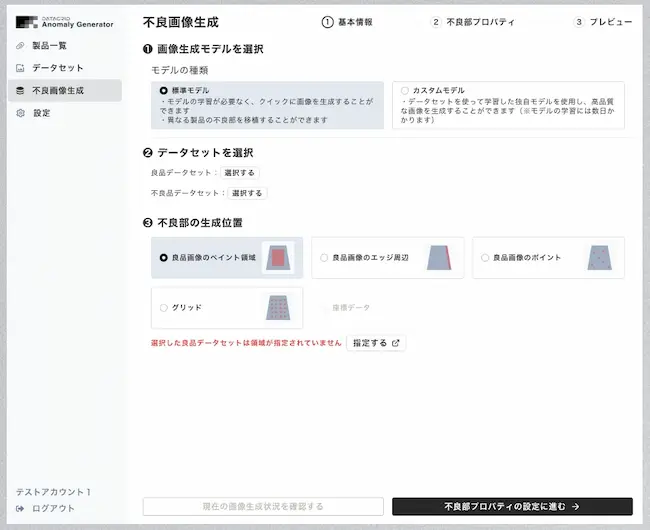 DATAGRID
Anomaly Generator
製品一覧
データセット
不良画像生成
設定
テストアカウント 1
ログアウト
不良画像生成
1 基本情報
2 不良部プロパティ
3 プレビュー
❶ 画像生成モデルを選択
モデルの種類
標準モデル
・モデルの学習が必要なく、クイックに画像を生成することが
できます
・異なる製品の不良部を移植することができます
カスタムモデル
・データセットを使って学習した独自モデルを使用し、高品質
な画像を生成することができます（※モデルの学習には数日か
かります）
❷ データセットを選択
良品データセット： 選択する
不良品データセット： 選択する
❸ 不良部の生成位置
良品画像のペイント領域
良品画像のエッジ周辺
良品画像のポイント
グリッド
座標データ
選択した良品データセットは領域が指定されていません 指定する
現在の画像生成状況を確認する
不良部プロパティの設定に進む →